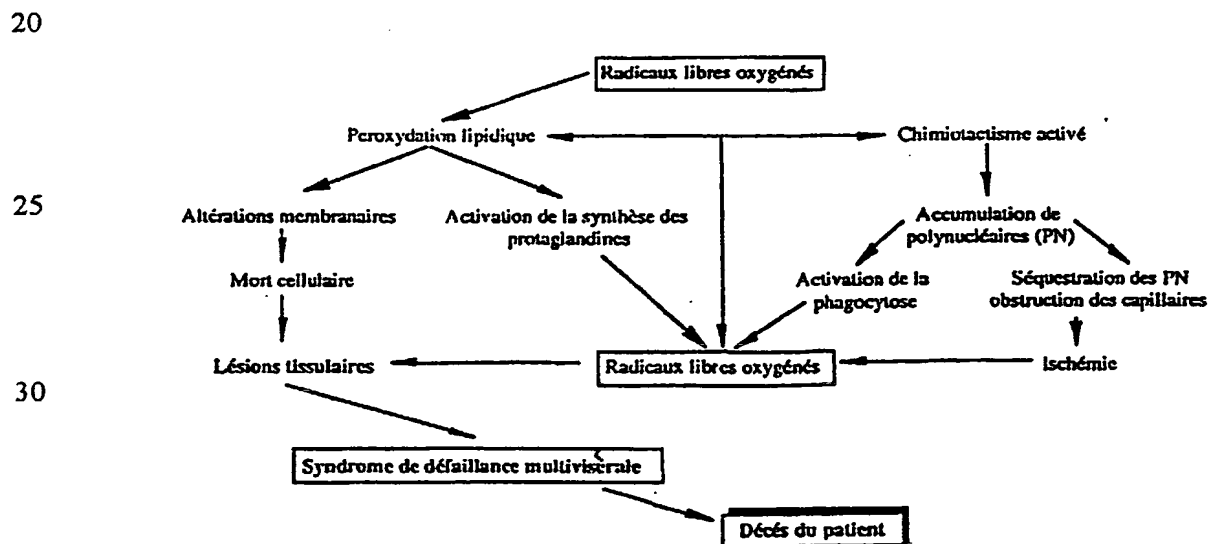 20
Radicaux libres oxygénés
Peroxydation lipidique
Chimiotactisme activé
25
Altérations membranaires
Activation de la synthèse des
protaglandines
Accumulation de
polynucléaires (PN)
Mort cellulaire
Activation de la
phagocytose
Séquestration des PN
obstruction des capillaires
Lésions tissulaires
Radicaux libres oxygénés
Ischémie
30
Syndrome de défaillance multivisérale
Décés du patient